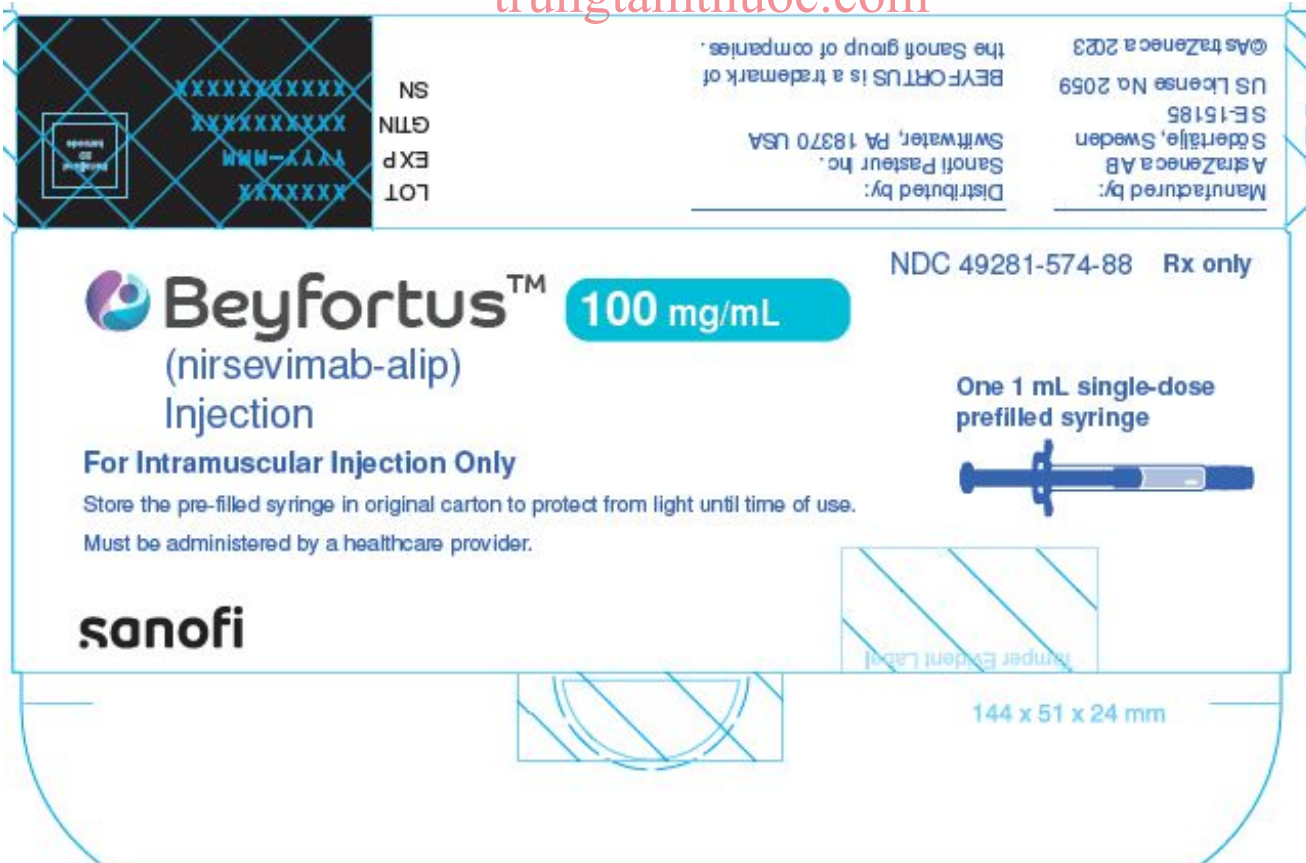 trungtamthuoc.com
the Sanofi group of companies.
BEYFORTUS is a trademark of
Swiftwater, PA 18370 USA
Sanofi Pasteur Inc.
Distributed by:
©AstraZeneca 2023
US License No. 2059
SE-15185
Södertälje, Sweden
AstraZeneca AB
Manufactured by:
SN XXXXXXXXXXX
GTIN XXXXXXXXXX
EXP YYYY-MMM
LOT XXXXXXX
NDC 49281-574-88 Rx only
Beyfortus™ 100 mg/mL
(nirsevimab-alip)
Injection
One 1 mL single-dose
prefilled syringe
For Intramuscular Injection Only
Store the pre-filled syringe in original carton to protect from light until time of use.
Must be administered by a healthcare provider.
sanofi
Tamper Evident Label
144 x 51 x 24 mm